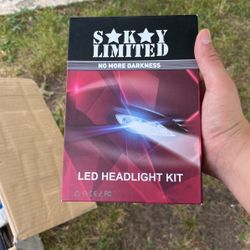 S★K★Y
LIMITED
NO MORE DARKNESS
LED HEADLIGHT KIT